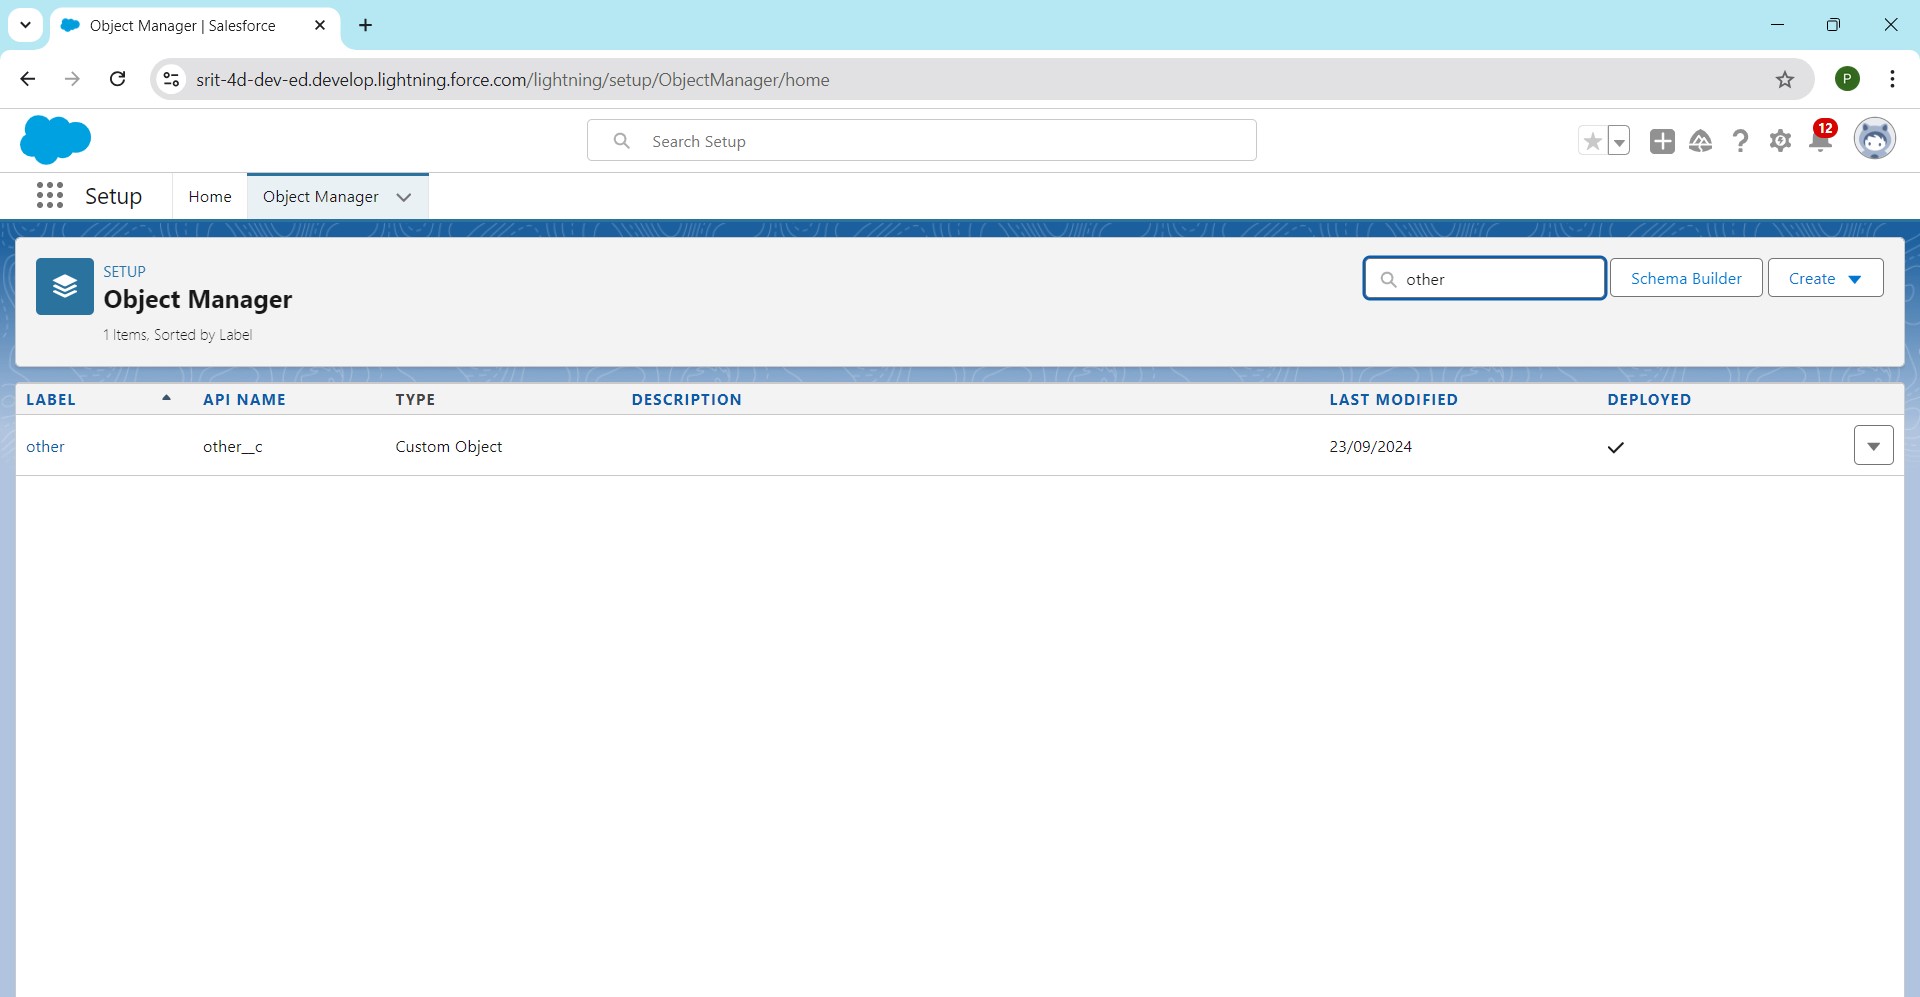 Object Manager | Salesforce
srit-4d-dev-ed.develop.lightning.force.com/lightning/setup/ObjectManager/home
P
Search Setup
12
Setup
Home
Object Manager
SETUP
Object Manager
1 Items, Sorted by Label
other
Schema Builder
Create
LABEL API NAME TYPE DESCRIPTION LAST MODIFIED DEPLOYED
other other__c Custom Object 23/09/2024